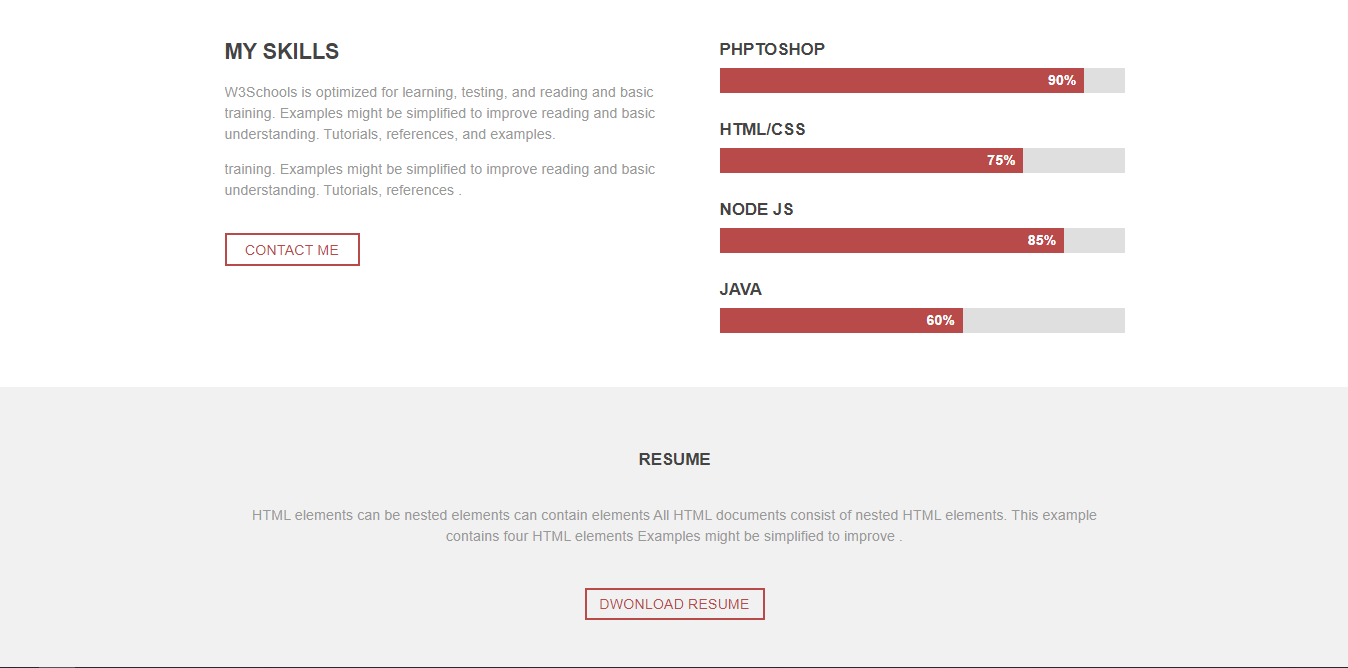 MY SKILLS
W3Schools is optimized for learning, testing, and reading and basic
training. Examples might be simplified to improve reading and basic
understanding. Tutorials, references, and examples.
training. Examples might be simplified to improve reading and basic
understanding. Tutorials, references .
CONTACT ME
PHPTOSHOP
90%
HTML/CSS
75%
NODE JS
85%
JAVA
60%
RESUME
HTML elements can be nested elements can contain elements All HTML documents consist of nested HTML elements. This example
contains four HTML elements Examples might be simplified to improve .
DWONLOAD RESUME